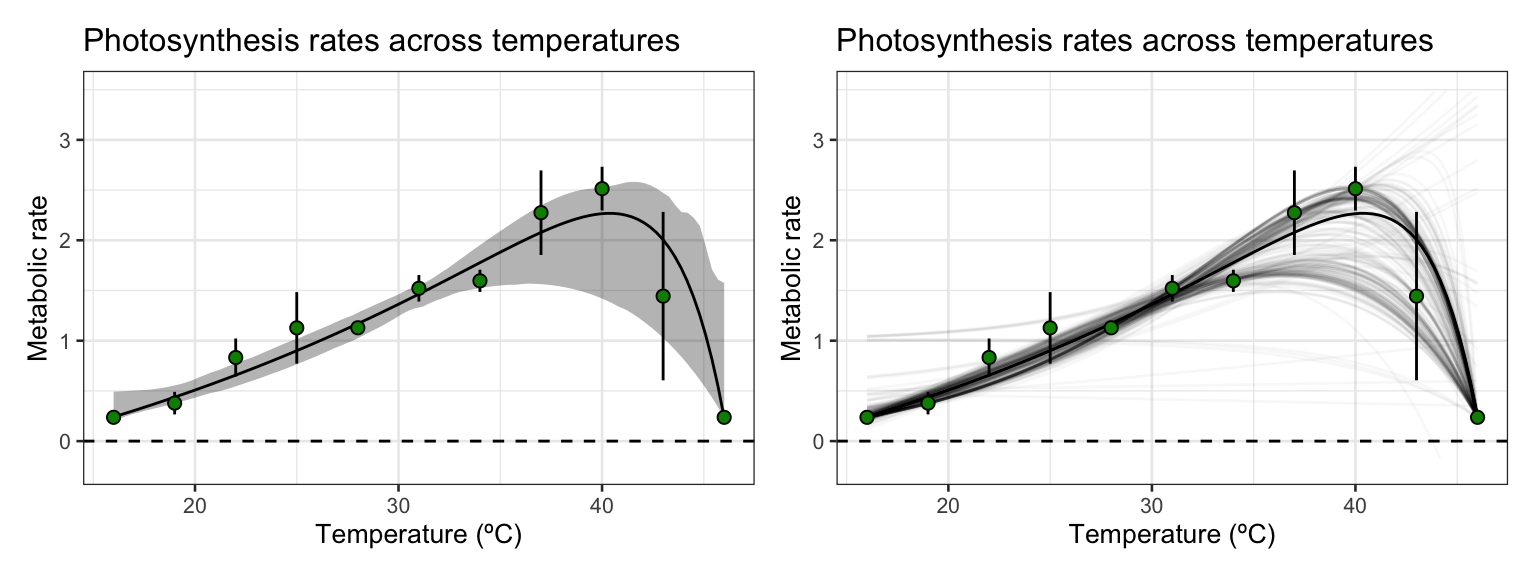 Photosynthesis rates across temperatures
Metabolic rate
3
2
1
0
20 30 40
Temperature (ºC)
Photosynthesis rates across temperatures
Metabolic rate
3
2
1
0
20 30 40
Temperature (ºC)